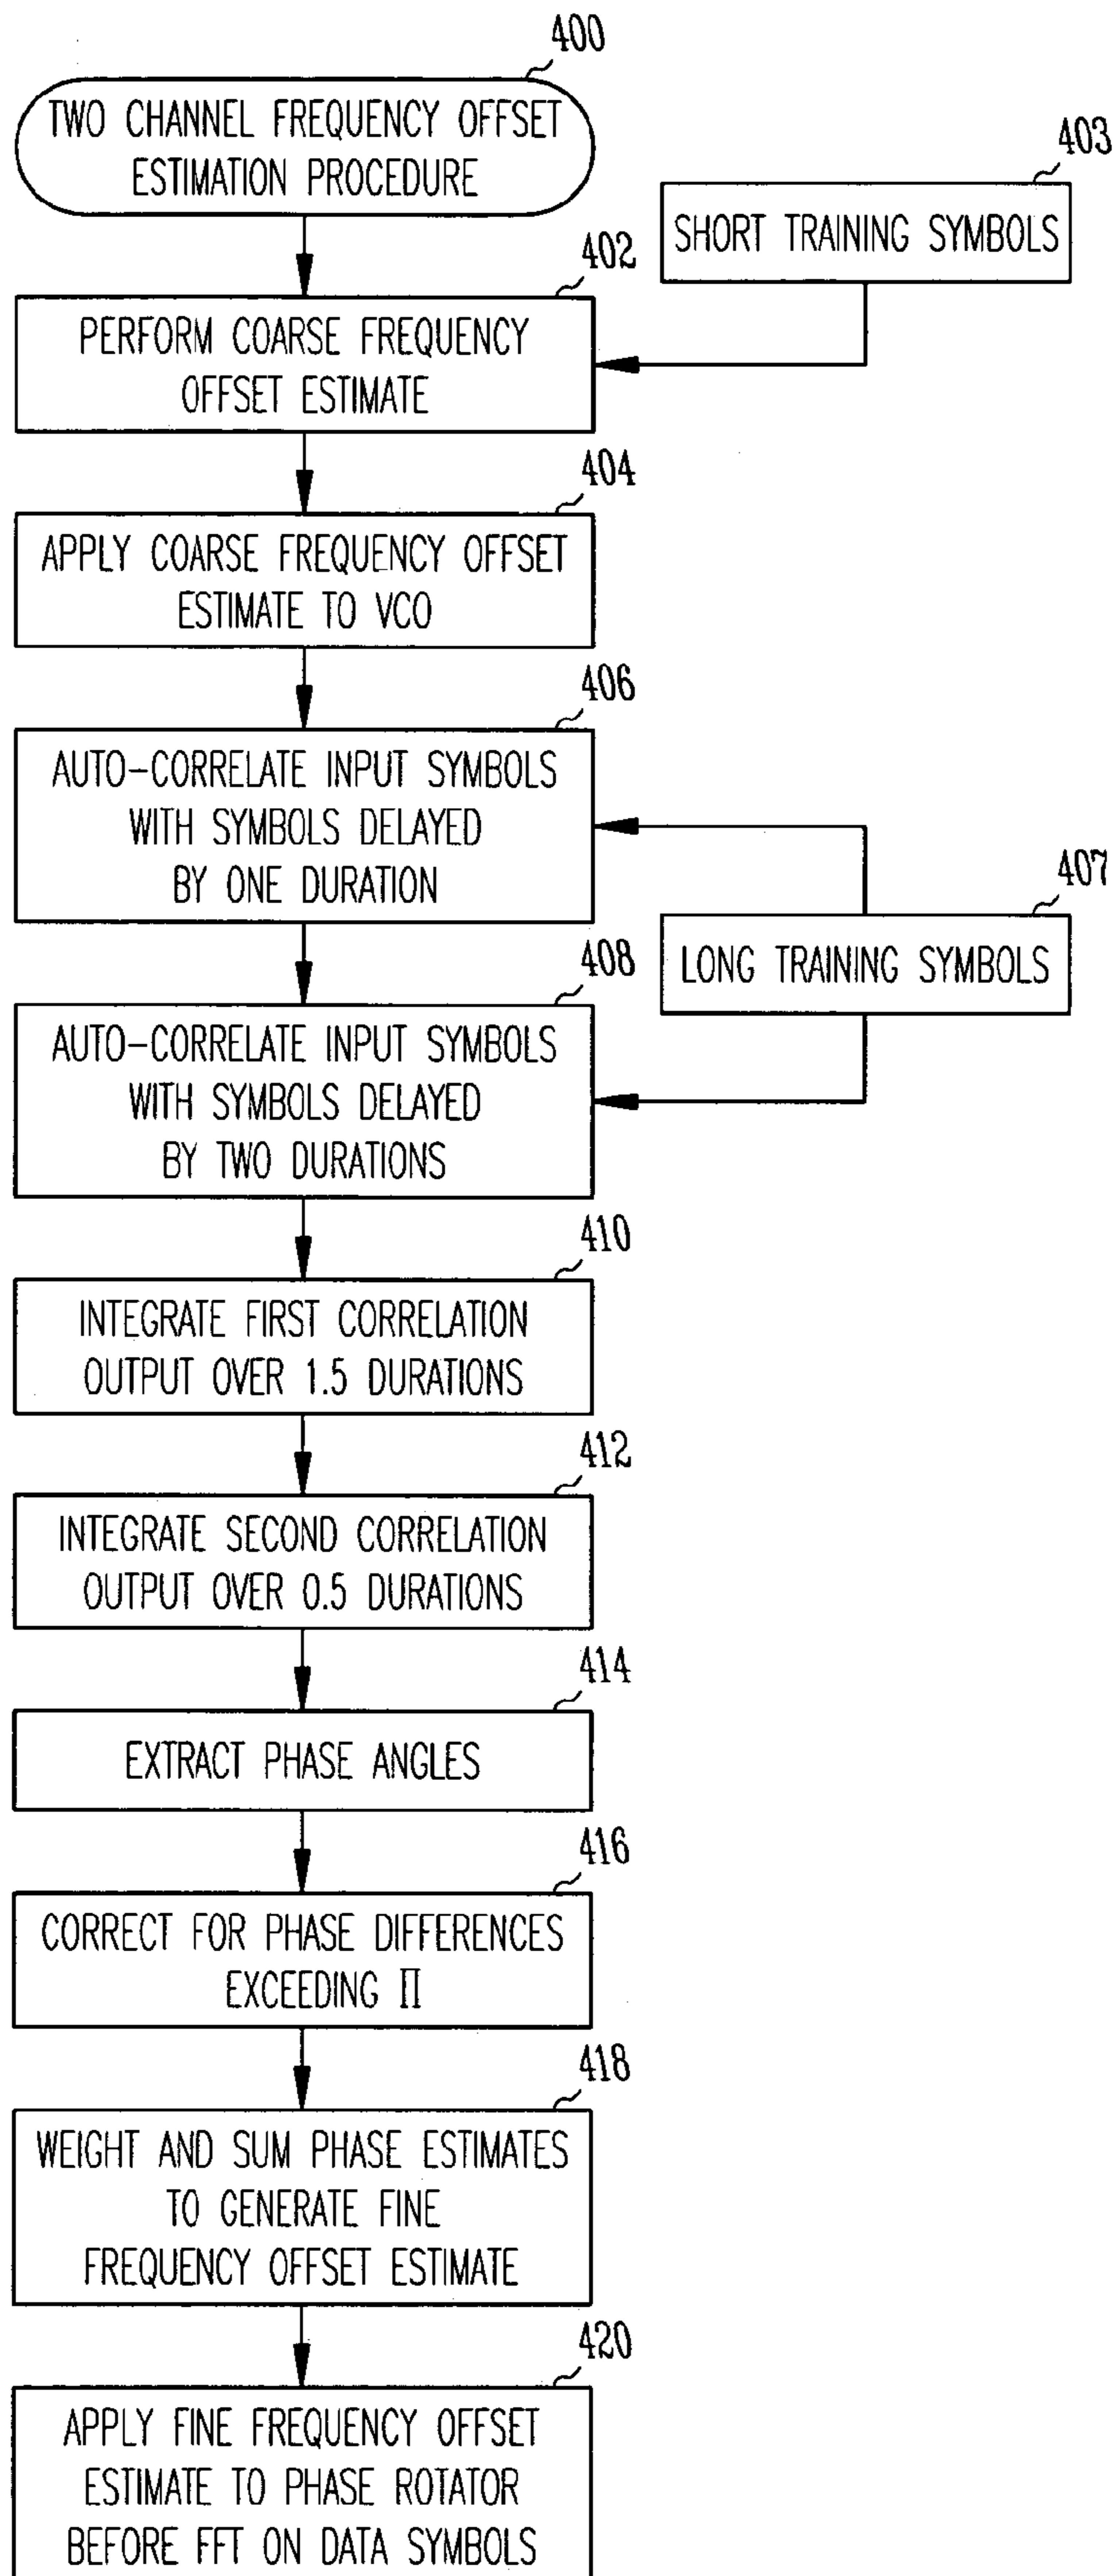 400
TWO CHANNEL FREQUENCY OFFSET
ESTIMATION PROCEDURE
403
SHORT TRAINING SYMBOLS
402
PERFORM COARSE FREQUENCY
OFFSET ESTIMATE
404
APPLY COARSE FREQUENCY OFFSET
ESTIMATE TO VCO
406
AUTO-CORRELATE INPUT SYMBOLS
WITH SYMBOLS DELAYED
BY ONE DURATION
407
LONG TRAINING SYMBOLS
408
AUTO-CORRELATE INPUT SYMBOLS
WITH SYMBOLS DELAYED
BY TWO DURATIONS
410
INTEGRATE FIRST CORRELATION
OUTPUT OVER 1.5 DURATIONS
412
INTEGRATE SECOND CORRELATION
OUTPUT OVER 0.5 DURATIONS
414
EXTRACT PHASE ANGLES
416
CORRECT FOR PHASE DIFFERENCES
EXCEEDING Π
418
WEIGHT AND SUM PHASE ESTIMATES
TO GENERATE FINE
FREQUENCY OFFSET ESTIMATE
420
APPLY FINE FREQUENCY OFFSET
ESTIMATE TO PHASE ROTATOR
BEFORE FFT ON DATA SYMBOLS